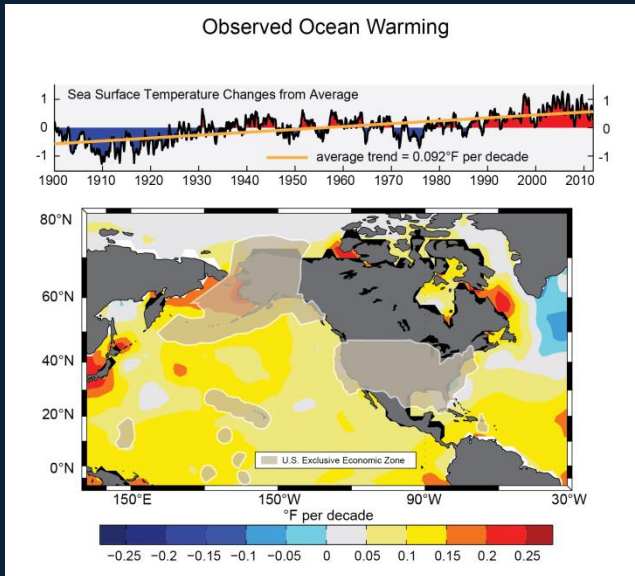 Observed Ocean Warming
Sea Surface Temperature Changes from Average
1 1
0 0
-1 -1
average trend = 0.092°F per decade
1900 1910 1920 1930 1940 1950 1960 1970 1980 1990 2000 2010
80°N
60°N
40°N
20°N
0°N
U.S. Exclusive Economic Zone
150°E 150°W 90°W 30°W
°F per decade
−0.25 −0.2 −0.15 −0.1 −0.05 0 0.05 0.1 0.15 0.2 0.25